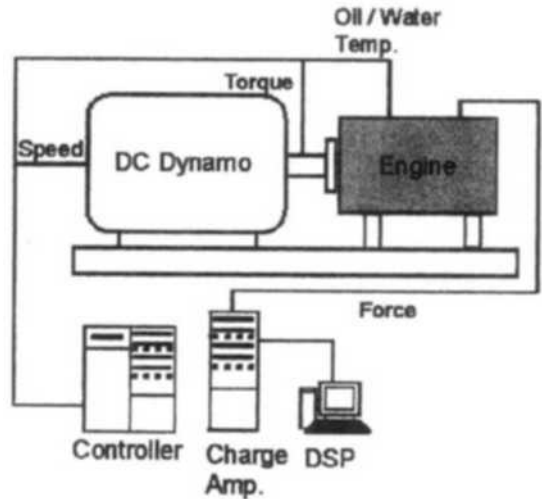 Oil / Water
Temp.
Torque
Speed
DC Dynamo
Engine
Force
Controller
Charge
Amp.
DSP